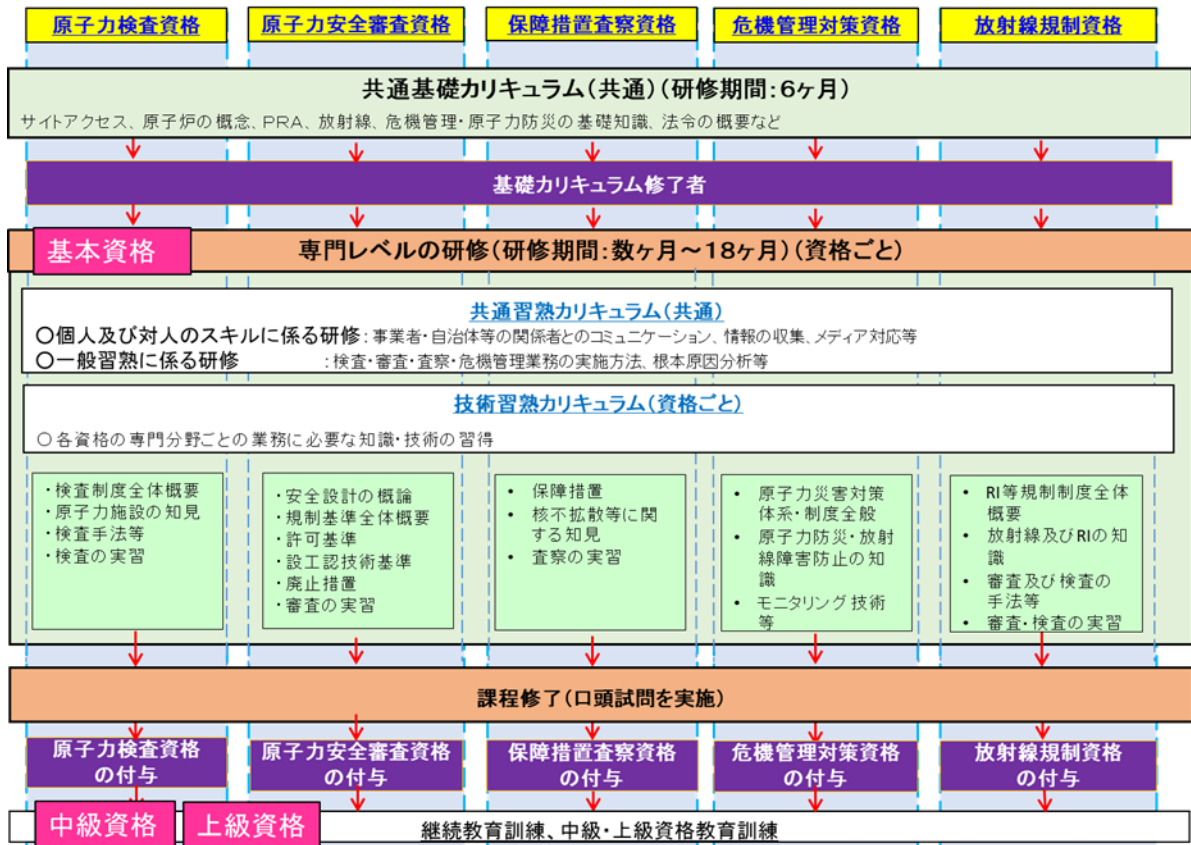 原子力検査資格
原子力安全審査資格
保障措置査察資格
危機管理対策資格
放射線規制資格
共通基礎カリキュラム(共通)(研修期間:6ヶ月)
サイトアクセス、原子炉の概念、PRA、放射線、危機管理・原子力防災の基礎知識、法令の概要など
基礎カリキュラム修了者
基本資格
専門レベルの研修(研修期間:数ヶ月～18ヶ月)(資格ごと)
共通習熟カリキュラム(共通)
〇個人及び対人のスキルに係る研修:事業者・自治体等の関係者とのコミュニケーション、情報の収集、メディア対応等
〇一般習熟に係る研修 :検査・審査・査察・危機管理業務の実施方法、根本原因分析等
技術習熟カリキュラム(資格ごと)
〇各資格の専門分野ごとの業務に必要な知識・技術の習得
・検査制度全体概要
・原子力施設の知見
・検査手法等
・検査の実習
・安全設計の概論
・規制基準全体概要
・許可基準
・設工認技術基準
・廃止措置
・審査の実習
• 保障措置
• 核不拡散等に関
する知見
• 査察の実習
• 原子力災害対策
体系・制度全般
• 原子力防災・放射
線障害防止の知
識
• モニタリング技術
等
• RI等規制制度全体
概要
• 放射線及びRIの知
識
• 審査及び検査の
手法等
• 審査・検査の実習
課程修了(口頭試問を実施)
原子力検査資格
の付与
原子力安全審査資格
の付与
保障措置査察資格
の付与
危機管理対策資格
の付与
放射線規制資格
の付与
中級資格
上級資格
継続教育訓練、中級・上級資格教育訓練